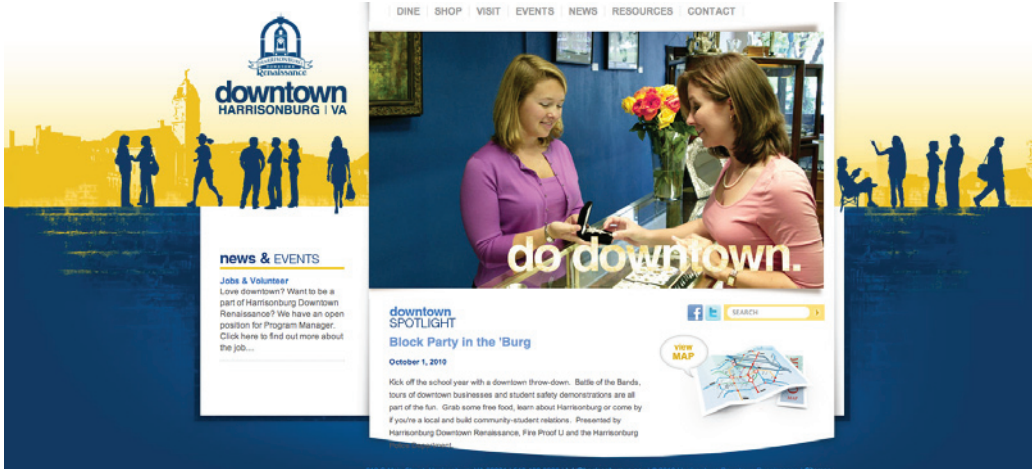 DINE SHOP VISIT EVENTS NEWS RESOURCES CONTACT
HARRISONBURG
DOWNTOWN
Renaissance
downtown
HARRISONBURG | VA
do downtown.
news & EVENTS
Jobs & Volunteer
Love downtown? Want to be a
part of Harrisonburg Downtown
Renaissance? We have an open
position for Program Manager.
Click here to find out more about
the job...
downtown
SPOTLIGHT
SEARCH
Block Party in the 'Burg
view
MAP
October 1, 2010
Kick off the school year with a downtown throw-down. Battle of the Bands,
tours of downtown businesses and student safety demonstrations are all
part of the fun. Grab some free food, learn about Harrisonburg or come by
if you're a local and build community-student relations. Presented by
Harrisonburg Downtown Renaissance, Fire Proof U and the Harrisonburg